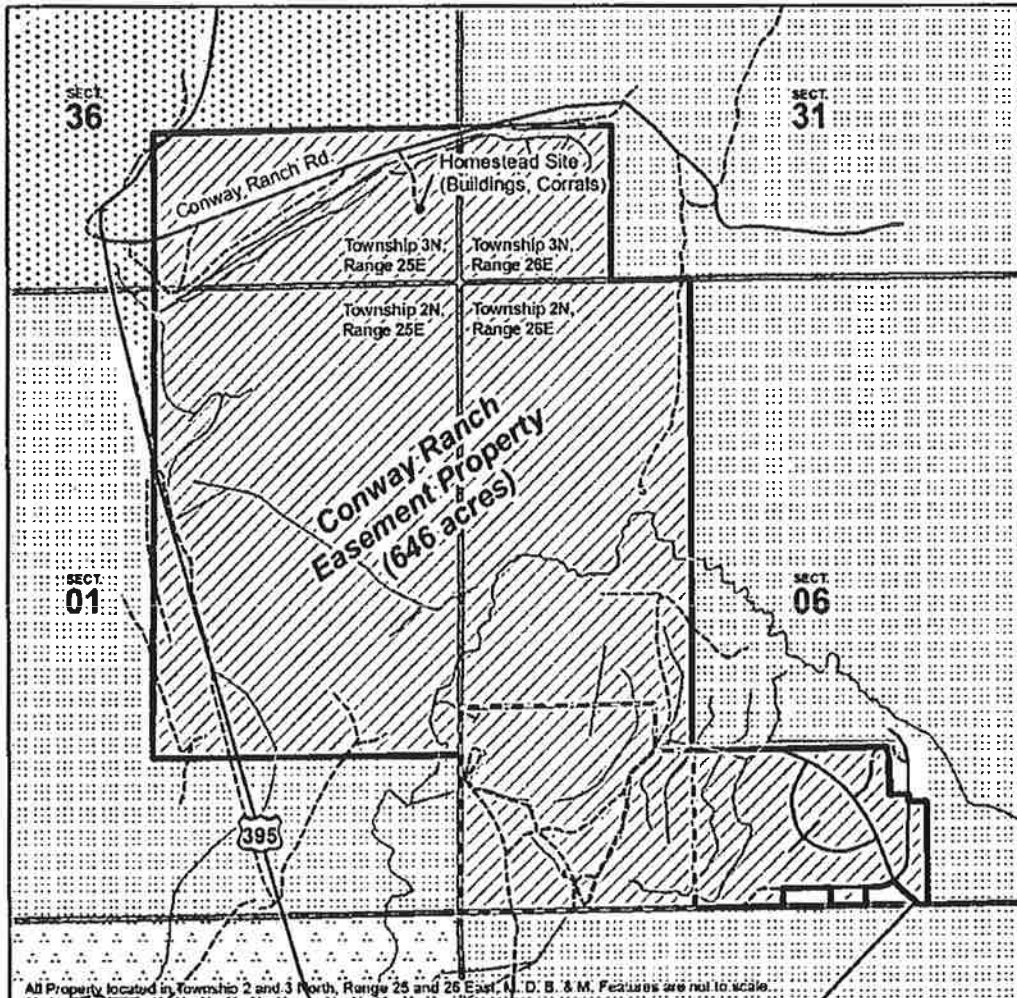 SECT.
36
SECT.
31
Conway Ranch Rd.
Homestead Site
(Buildings, Corrals)
Township 3N,
Range 25E
Township 3N,
Range 26E
Township 2N,
Range 25E
Township 2N,
Range 26E
Conway Ranch
Easement Property
(646 acres)
SECT.
01
SECT.
06
395
All Property located in Township 2 and 3 North, Range 25 and 26 East, M. D. B. & M. Features are not to scale.